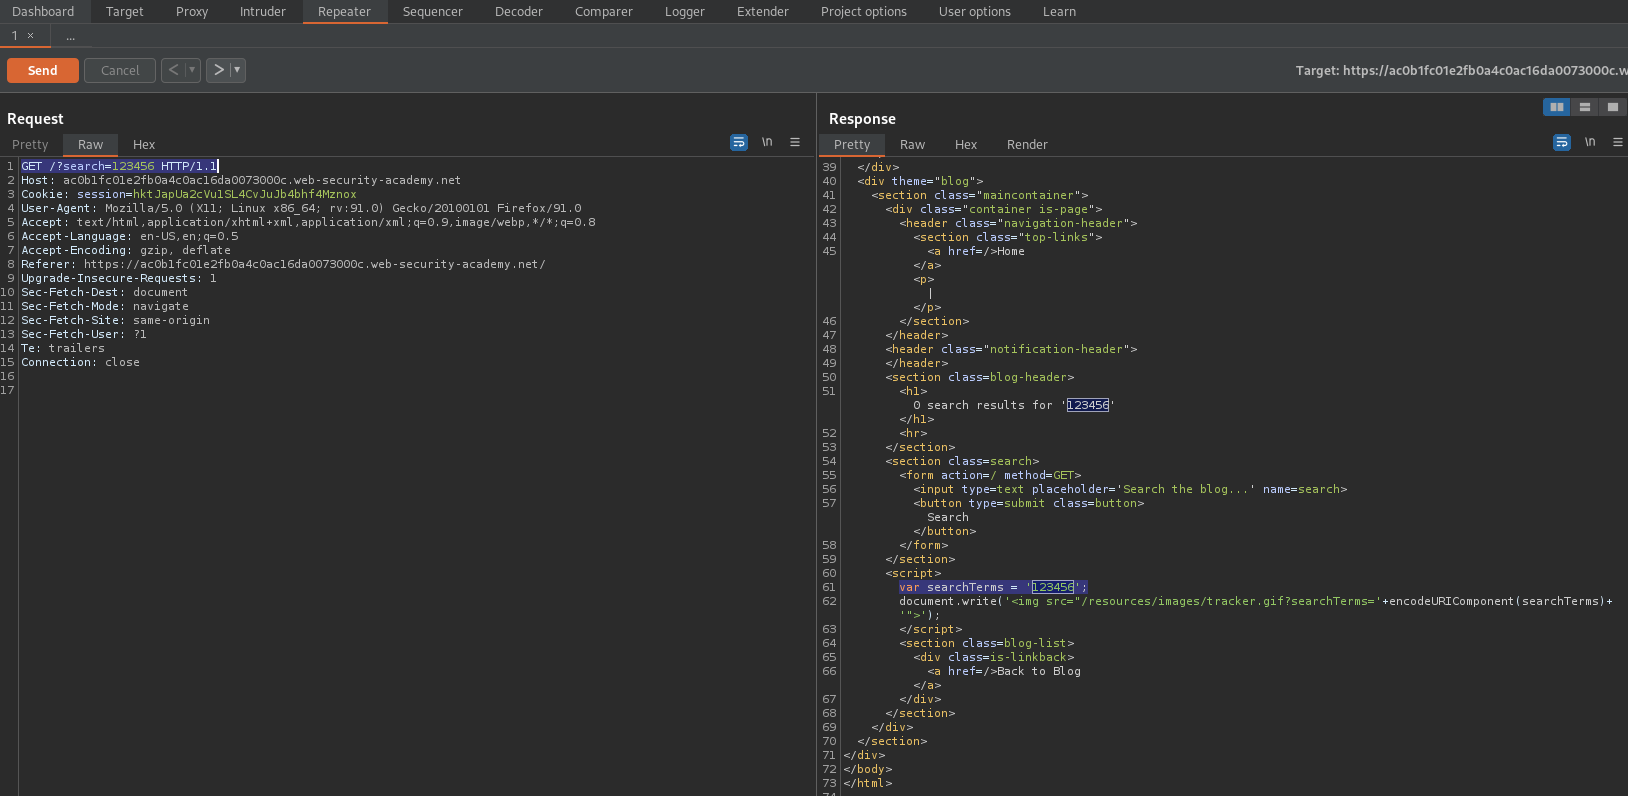 Dashboard Target Proxy Intruder Repeater Sequencer Decoder Comparer Logger Extender Project options User options Learn
1 × ...
Send Cancel < > Target: https://ac0b1fc01e2fb0a4c0ac16da0073000c.w
Request
Pretty Raw Hex \n
1 GET /?search=123456 HTTP/1.1
2 Host: ac0b1fc01e2fb0a4c0ac16da0073000c.web-security-academy.net
3 Cookie: session=hktJapUa2cVu1SL4CvJuJb4bhf4Mznox
4 User-Agent: Mozilla/5.0 (X11; Linux x86_64; rv:91.0) Gecko/20100101 Firefox/91.0
5 Accept: text/html,application/xhtml+xml,application/xml;q=0.9,image/webp,*/*;q=0.8
6 Accept-Language: en-US,en;q=0.5
7 Accept-Encoding: gzip, deflate
8 Referer: https://ac0b1fc01e2fb0a4c0ac16da0073000c.web-security-academy.net/
9 Upgrade-Insecure-Requests: 1
10 Sec-Fetch-Dest: document
11 Sec-Fetch-Mode: navigate
12 Sec-Fetch-Site: same-origin
13 Sec-Fetch-User: ?1
14 Te: trailers
15 Connection: close
16
17
Response
Pretty Raw Hex Render \n
39 </div>
40 <div theme="blog">
41 <section class="maincontainer">
42 <div class="container is-page">
43 <header class="navigation-header">
44 <section class="top-links">
45 <a href=/>Home
</a>
<p>
|
</p>
46 </section>
47 </header>
48 <header class="notification-header">
49 </header>
50 <section class=blog-header>
51 <h1>
0 search results for '123456'
</h1>
52 <hr>
53 </section>
54 <section class=search>
55 <form action=/ method=GET>
56 <input type=text placeholder='Search the blog...' name=search>
57 <button type=submit class=button>
Search
</button>
58 </form>
59 </section>
60 <script>
61 var searchTerms = '123456';
62 document.write('<img src="/resources/images/tracker.gif?searchTerms='+encodeURIComponent(searchTerms)+
'">');
63 </script>
64 <section class=blog-list>
65 <div class=is-linkback>
66 <a href=/>Back to Blog
</a>
67 </div>
68 </section>
69 </div>
70 </section>
71 </div>
72 </body>
73 </html>
74